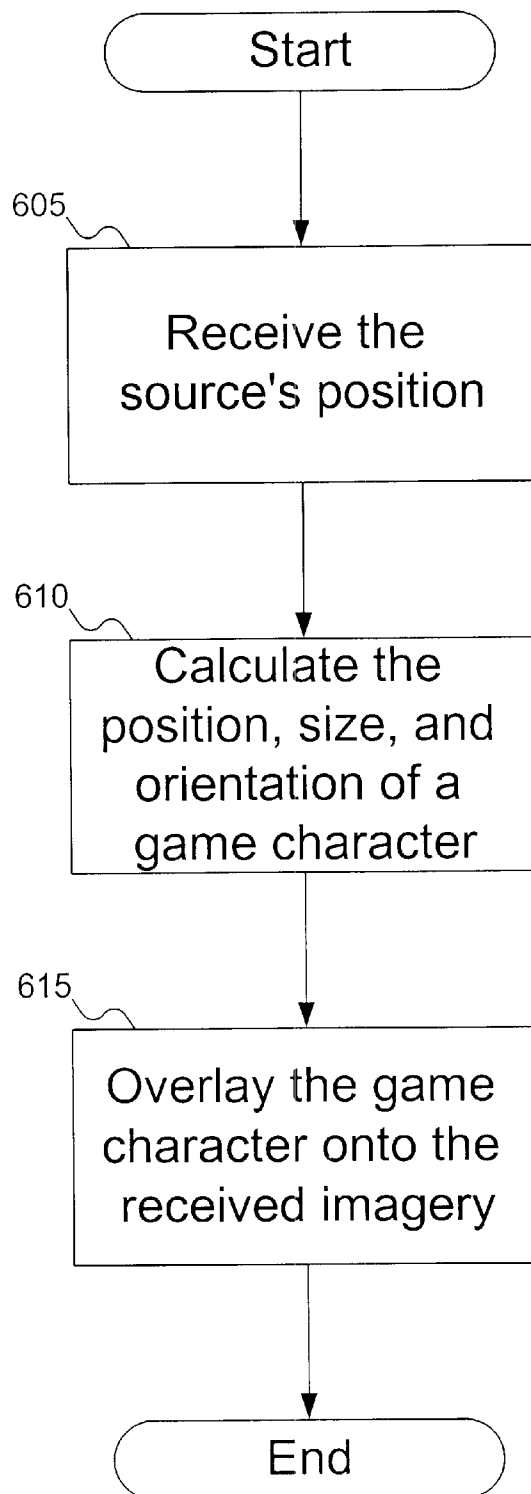 Start
605
Receive the
source's position
610
Calculate the
position, size, and
orientation of a
game character
615
Overlay the game
character onto the
received imagery
End